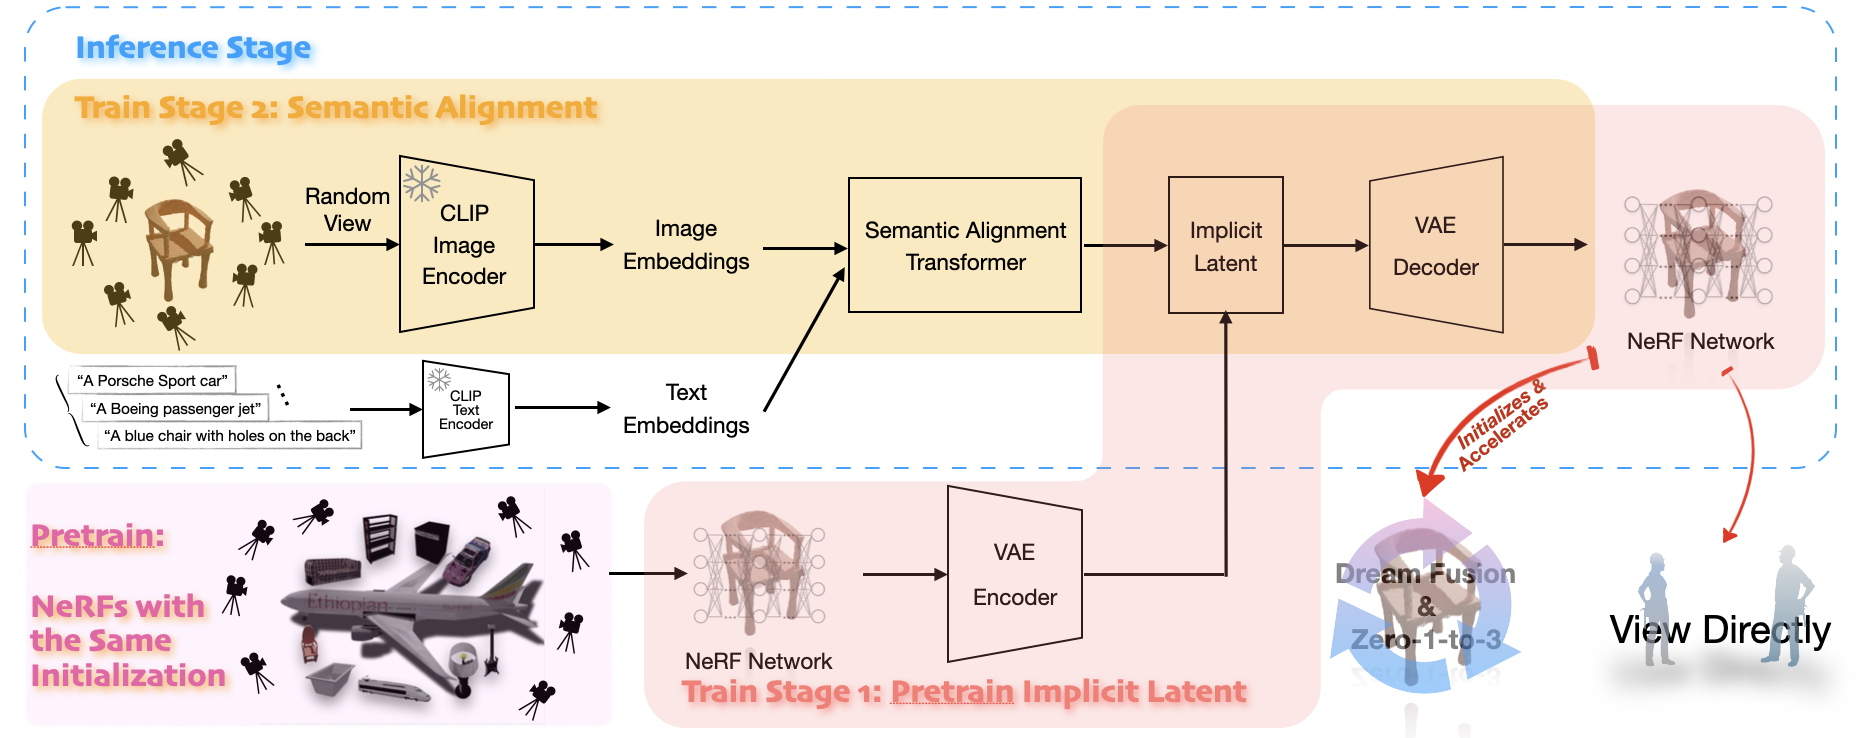 Inference Stage
Train Stage 2: Semantic Alignment
Random
View
CLIP
Image
Encoder
Image
Embeddings
Semantic Alignment
Transformer
Implicit
Latent
VAE
Decoder
NeRF Network
“A Porsche Sport car”
“A Boeing passenger jet”
“A blue chair with holes on the back”
CLIP
Text
Encoder
Text
Embeddings
Initializes &
Accelerates
Pretrain:
NeRFs with
the Same
Initialization
Ethiopian
NeRF Network
VAE
Encoder
Train Stage 1: Pretrain Implicit Latent
Dream Fusion
&
Zero-1-to-3
View Directly